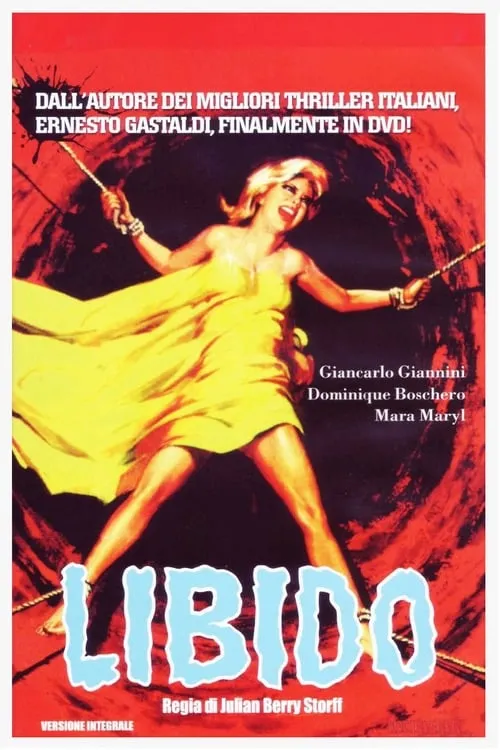 DALL'AUTORE DEI MIGLIORI THRILLER ITALIANI,
ERNESTO GASTALDI, FINALMENTE IN DVD!
Giancarlo Giannini
Dominique Boschero
Mara Maryl
LIBIDO
Regia di Julian Berry Storff
VERSIONE INTEGRALE